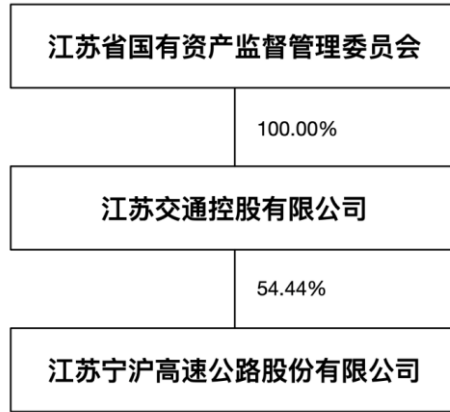 江苏省国有资产监督管理委员会
100.00%
江苏交通控股有限公司
54.44%
江苏宁沪高速公路股份有限公司